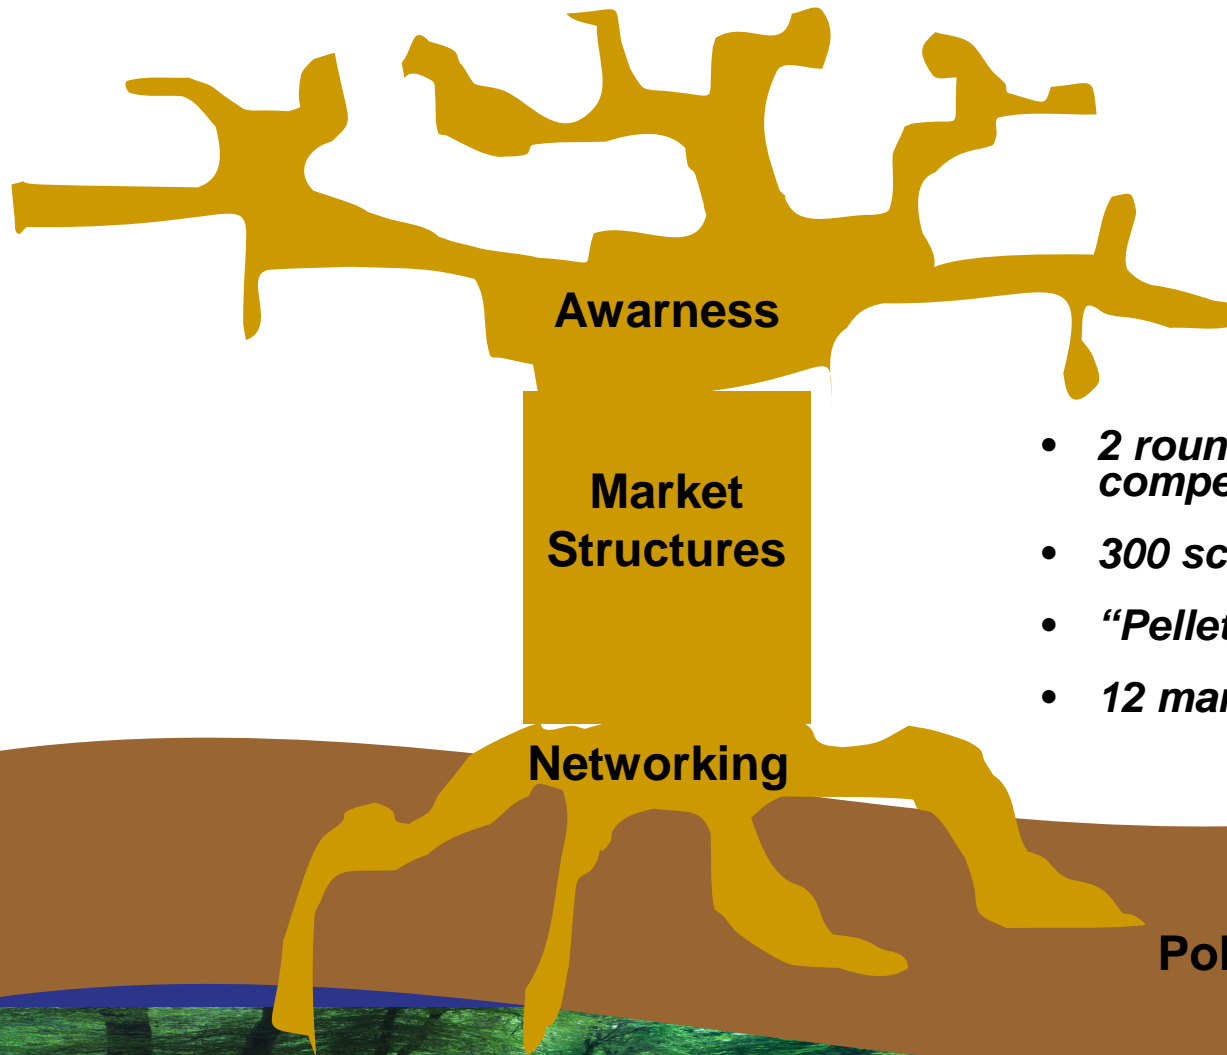 Awarness
Market
Structures
• 2 roun
compe
• 300 sc
• “Pellet
• 12 mar
Networking
Pol